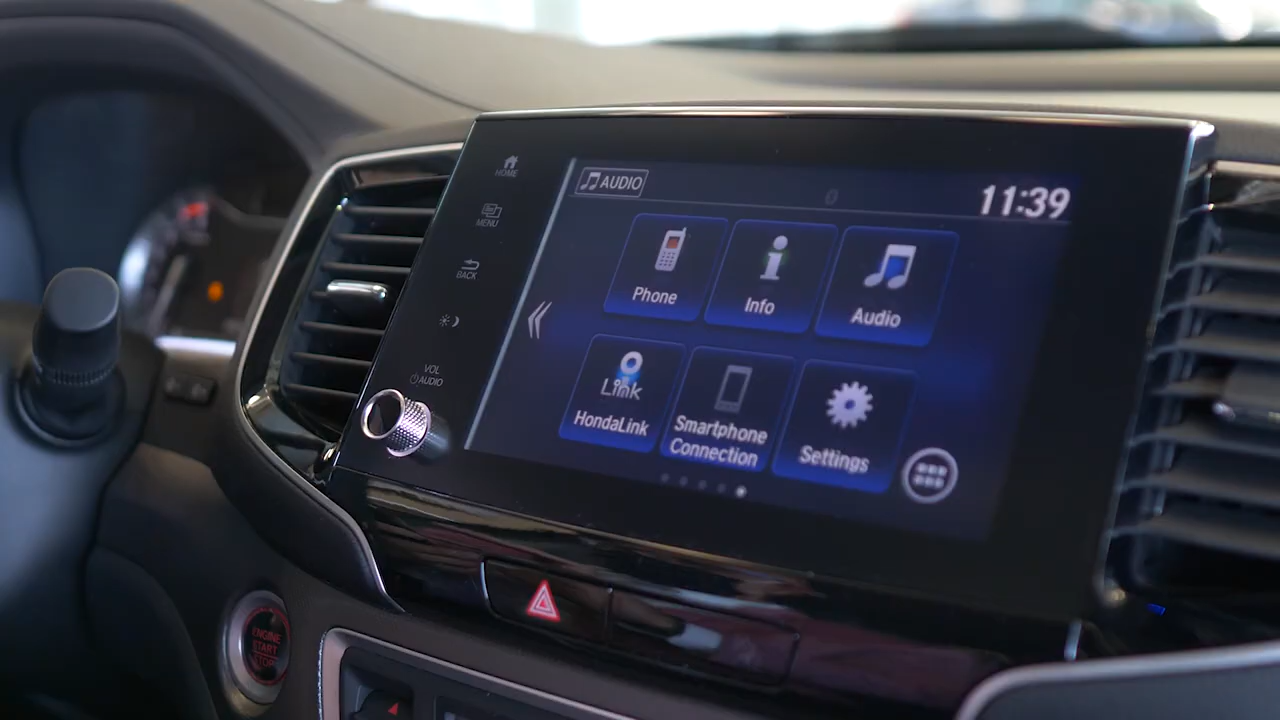 HOME
MENU
BACK
VOL
AUDIO
AUDIO
11:39
Phone
Info
Audio
Link
HondaLink
Smartphone
Connection
Settings
ENGINE
START
STOP